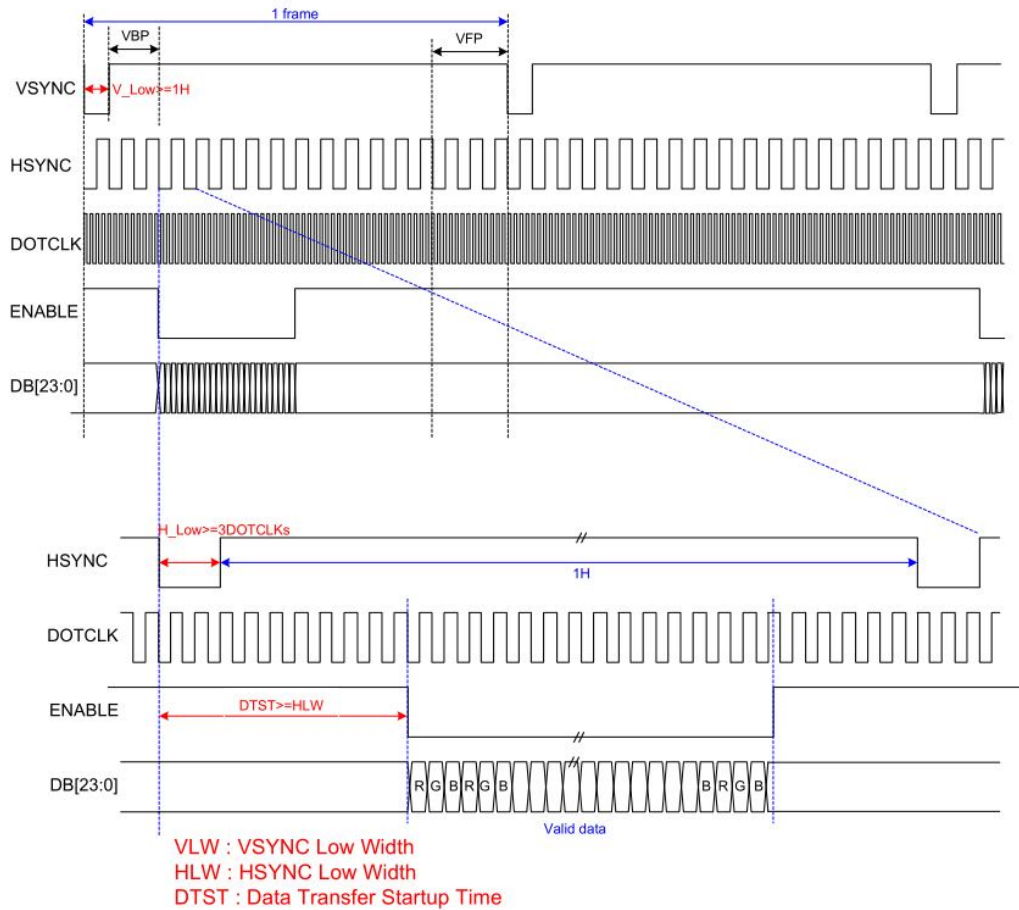 1 frame
VBP
VFP
VSYNC
V_Low>=1H
HSYNC
DOTCLK
ENABLE
DB[23:0]
H_Low>=3DOTCLKs
HSYNC
//
1H
DOTCLK
ENABLE
DTST>=HLW
//
DB[23:0]
//
R G B R G B B R G B
Valid data
VLW : VSYNC Low Width
HLW : HSYNC Low Width
DTST : Data Transfer Startup Time